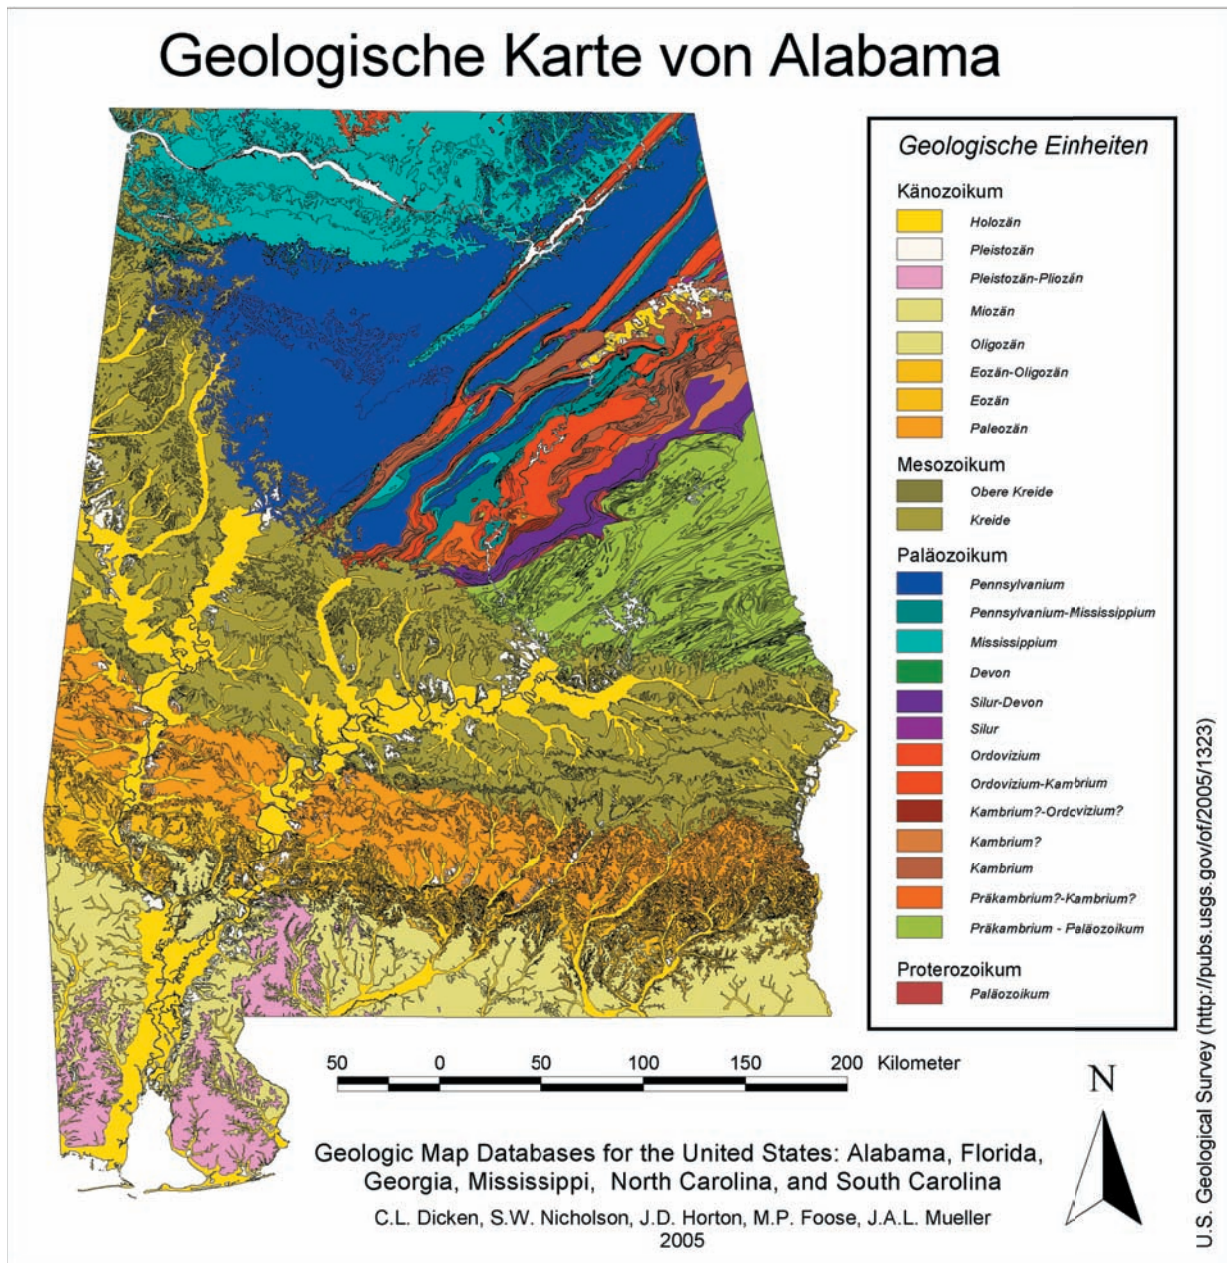 Geologische Karte von Alabama
Geologische Einheiten
Känozoikum
Holozän
Pleistozän
Pleistozän-Pliozän
Miozän
Oligozän
Eozän-Oligozän
Eozän
Paleozän
Mesozoikum
Obere Kreide
Kreide
Paläozoikum
Pennsylvanium
Pennsylvanium-Mississippium
Mississippium
Devon
Silur-Devon
Silur
Ordovizium
Ordovizium-Kambrium
Kambrium?-Ordovizium?
Kambrium?
Kambrium
Präkambrium?-Kambrium?
Präkambrium - Paläozoikum
Proterozoikum
Paläozoikum
50 0 50 100 150 200 Kilometer
N
Geologic Map Databases for the United States: Alabama, Florida,
Georgia, Mississippi, North Carolina, and South Carolina
C.L. Dicken, S.W. Nicholson, J.D. Horton, M.P. Foose, J.A.L. Mueller
2005
U.S. Geological Survey (http://pubs.usgs.gov/of/2005/1323)